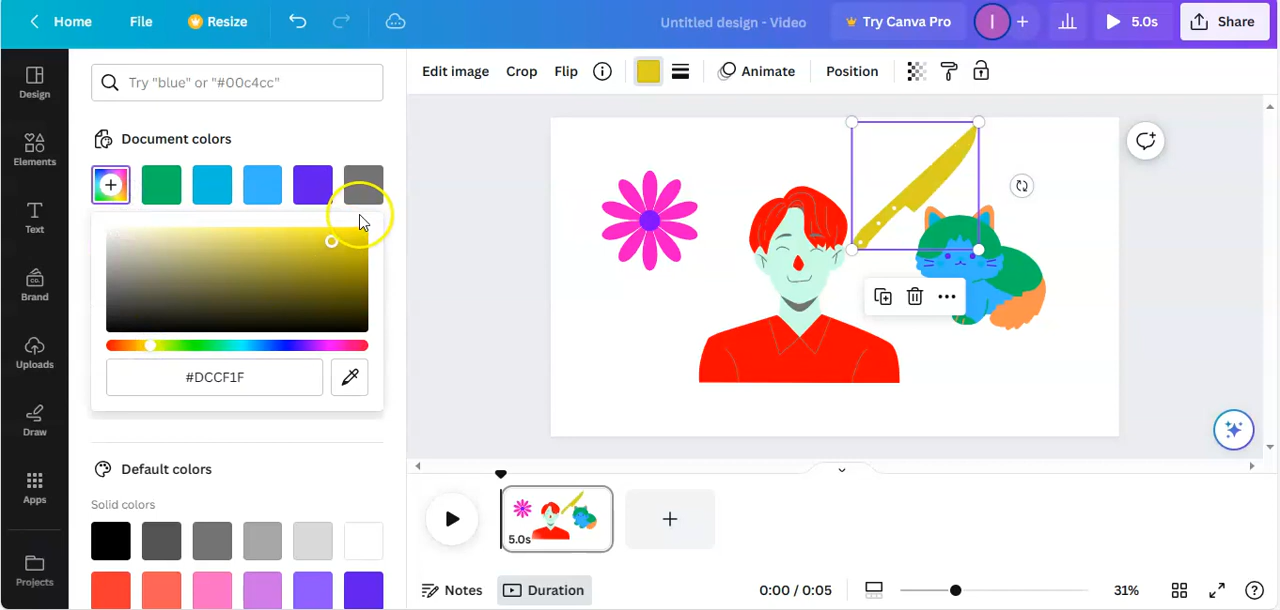 Home
File
Resize
Untitled design - Video
Try Canva Pro
I
5.0s
Share
Design
Elements
Text
CO.
Brand
Uploads
Draw
Apps
Projects
Try "blue" or "#00c4cc"
Document colors
#DCCF1F
Default colors
Solid colors
Edit image
Crop
Flip
Animate
Position
5.0s
Notes
Duration
0:00 / 0:05
31%